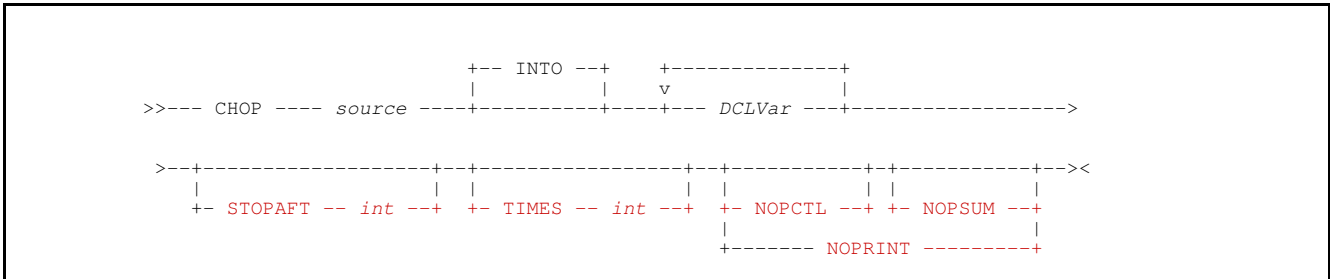 +-- INTO --+ +--------------+
| | v |
>>--- CHOP ---- source ----+----------+----+--- DCLVar ---+------------------>
>--+------------------+--+----------------+--+-----------+-+-----------+--><
| | | | | | | |
+- STOPAFT -- int --+ +- TIMES -- int --+ +- NOPCTL --+ +- NOPSUM --+
| |
+------- NOPRINT ---------+